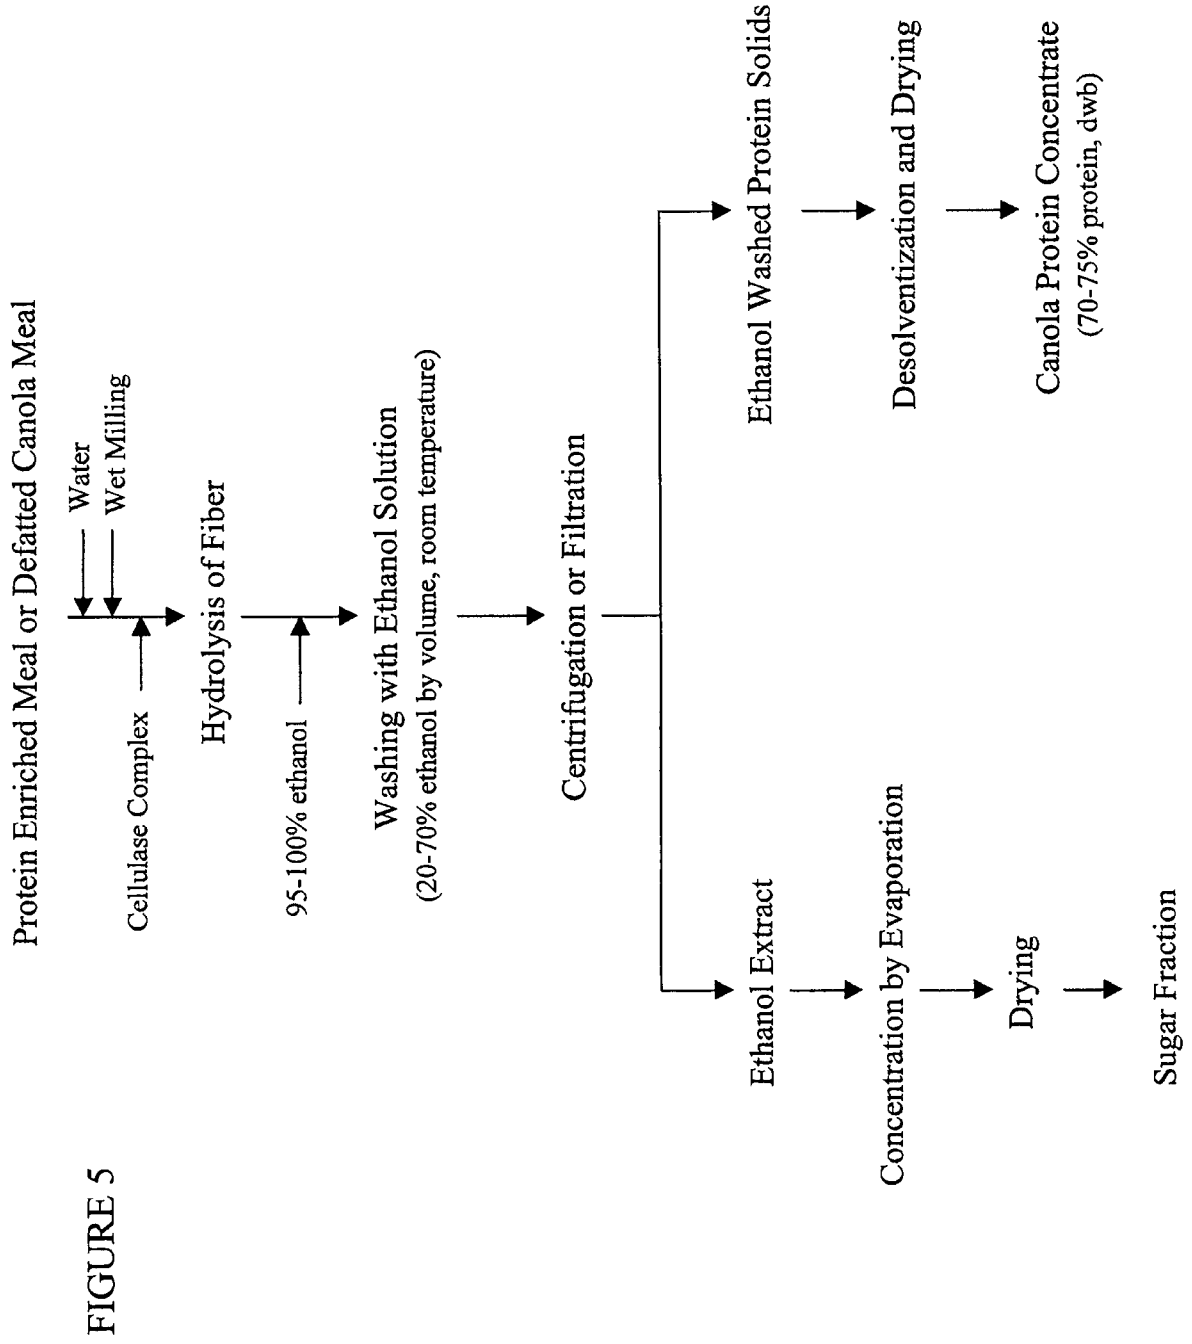 FIGURE 5
Protein Enriched Meal or Defatted Canola Meal
Water
Wet Milling
Cellulase Complex
Hydrolysis of Fiber
95-100% ethanol
Washing with Ethanol Solution
(20-70% ethanol by volume, room temperature)
Centrifugation or Filtration
Ethanol Extract
Ethanol Washed Protein Solids
Concentration by Evaporation
Desolventization and Drying
Drying
Canola Protein Concentrate
(70-75% protein, dwb)
Sugar Fraction